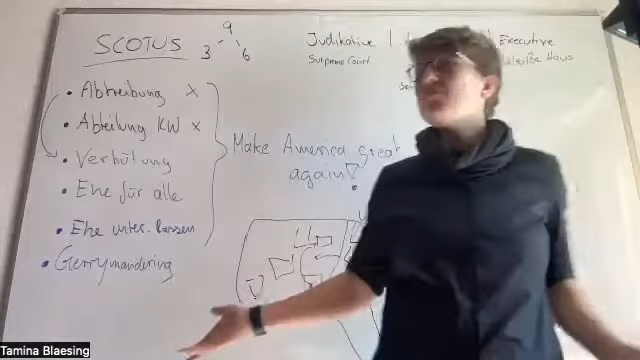 SCOTUS
9
3 6
Judikative | | Executive
Supreme Court Weiße Haus
• Abtreibung x
• Abteilung KW x
• Verhütung
• Ehe für alle
• Ehe unter. Rassen
• Gerrymandering
Make America great
again!
Tamina Blaesing